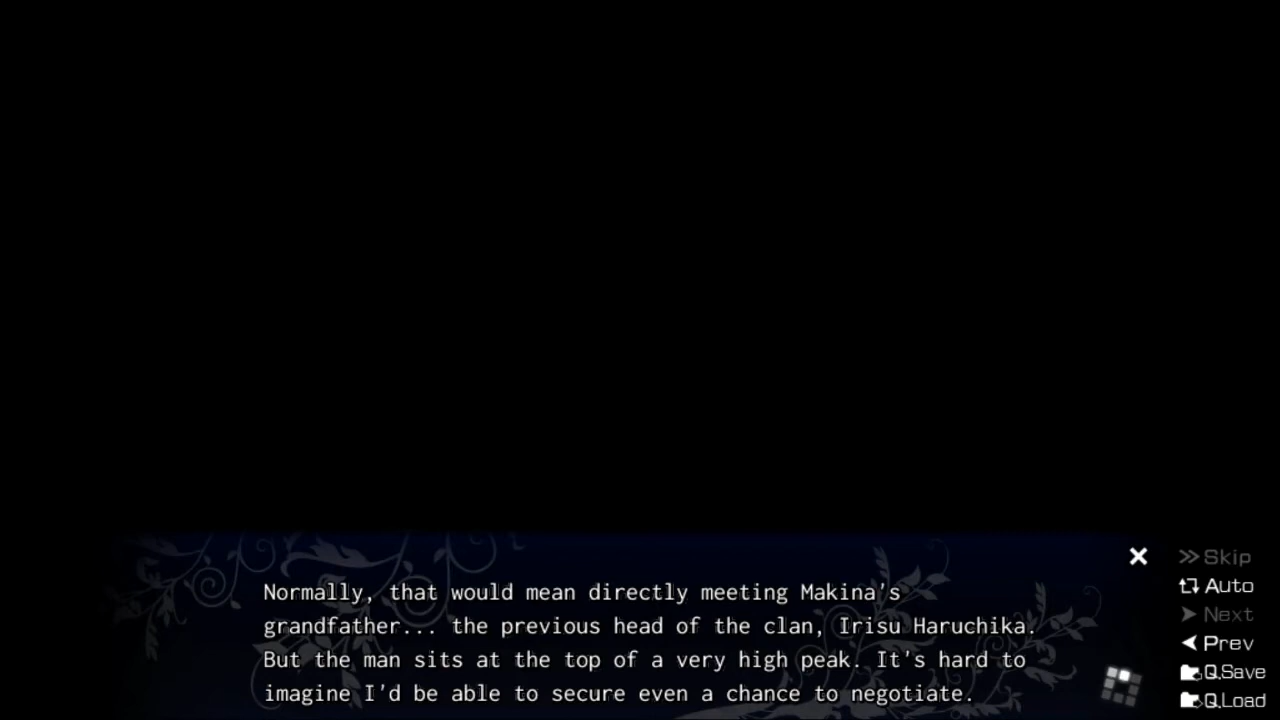 Normally, that would mean directly meeting Makina's
grandfather... the previous head of the clan, Irisu Haruchika.
But the man sits at the top of a very high peak. It's hard to
imagine I'd be able to secure even a chance to negotiate.
Skip
Auto
Next
Prev
Q.Save
Q.Load